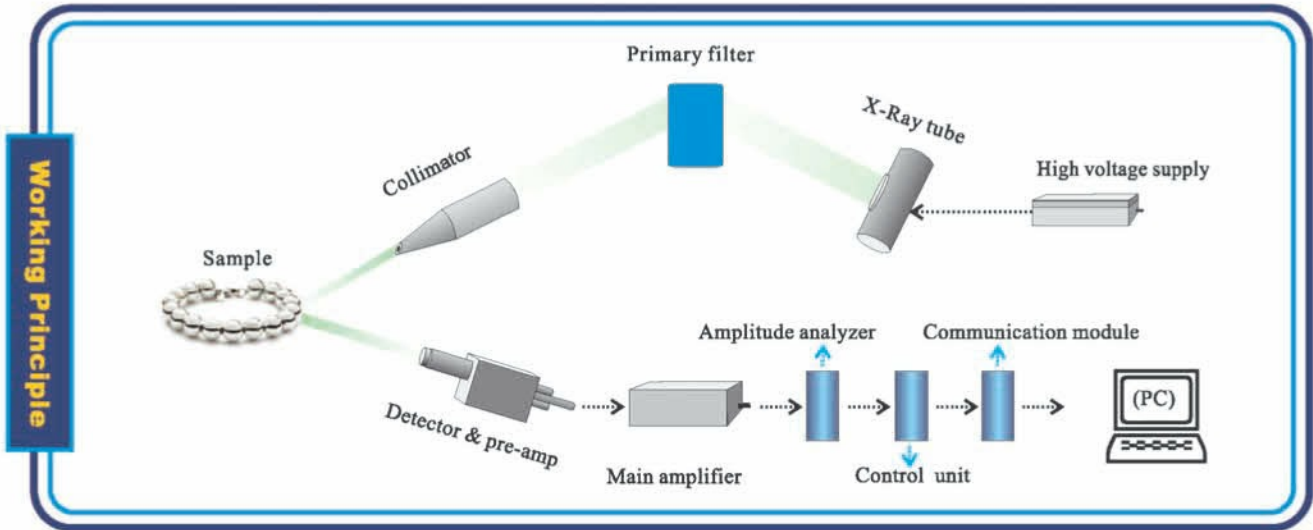 Working Principle
Primary filter
X-Ray tube
High voltage supply
Collimator
Sample
Detector & pre-amp
Main amplifier
Amplitude analyzer
Control unit
Communication module
(PC)